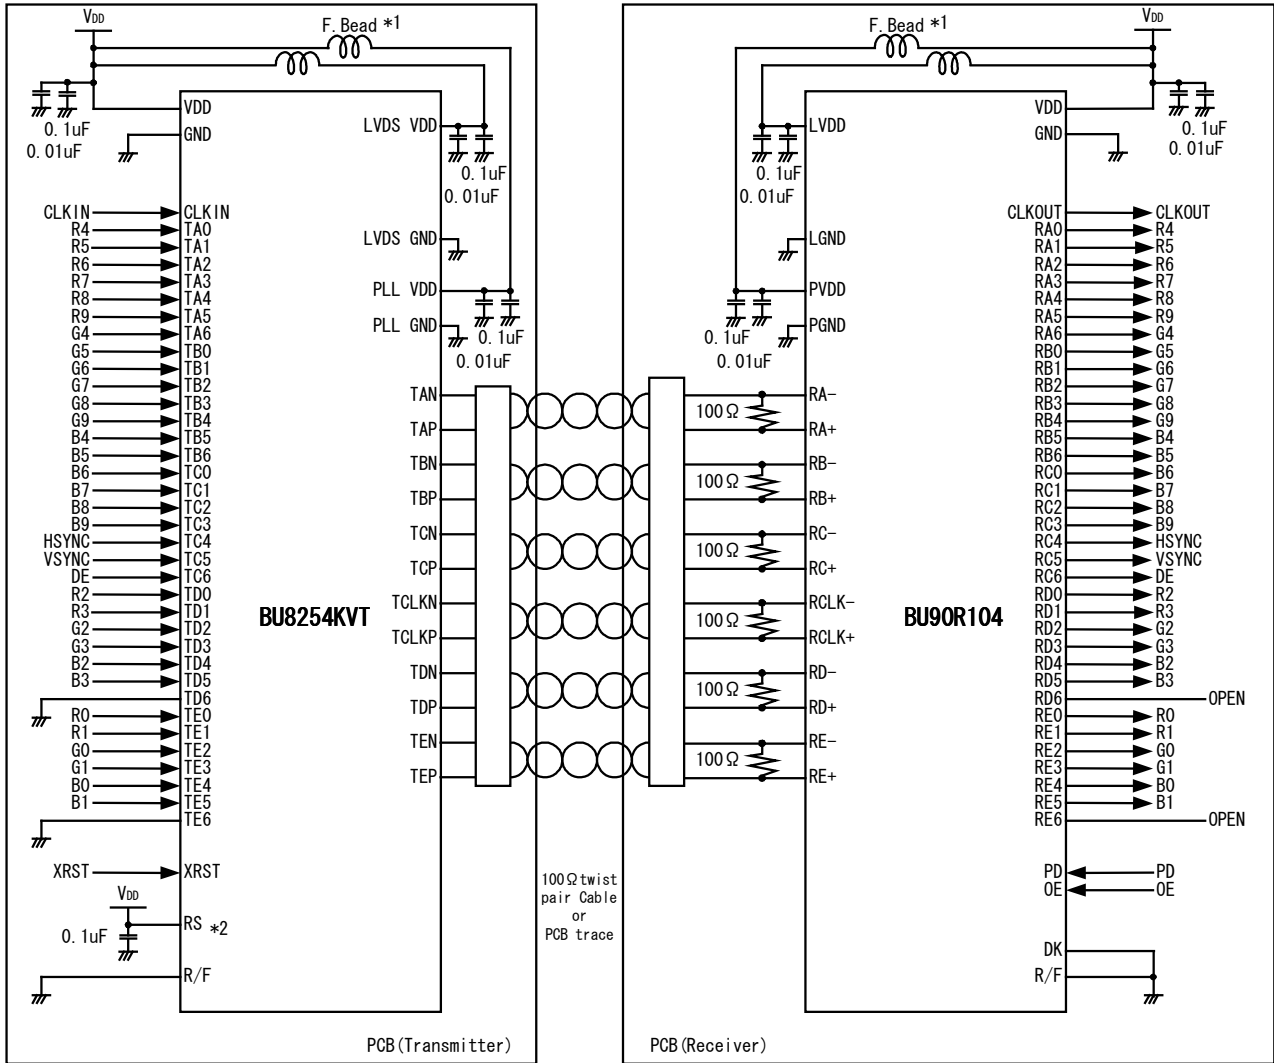 VDD
F.Bead *1
0.1uF
0.01uF
VDD
GND
LVDS VDD
0.1uF
0.01uF
LVDS GND
PLL VDD
PLL GND
0.1uF
0.01uF
CLKIN CLKIN
R4 TA0
R5 TA1
R6 TA2
R7 TA3
R8 TA4
R9 TA5
G4 TA6
G5 TB0
G6 TB1
G7 TB2
G8 TB3
G9 TB4
B4 TB5
B5 TB6
B6 TC0
B7 TC1
B8 TC2
B9 TC3
HSYNC TC4
VSYNC TC5
DE TC6
R2 TD0
R3 TD1
G2 TD2
G3 TD3
B2 TD4
B3 TD5
TD6
R0 TE0
R1 TE1
G0 TE2
G1 TE3
B0 TE4
B1 TE5
TE6
XRST XRST
VDD
0.1uF
RS *2
R/F
BU8254KVT
TAN
TAP
TBN
TBP
TCN
TCP
TCLKN
TCLKP
TDN
TDP
TEN
TEP
PCB(Transmitter)
100Ωtwist
pair Cable
or
PCB trace
F.Bead *1
VDD
VDD
GND
0.1uF
0.01uF
LVDD
0.1uF
0.01uF
LGND
PVDD
PGND
0.1uF
0.01uF
100Ω
RA-
RA+
100Ω
RB-
RB+
100Ω
RC-
RC+
100Ω
RCLK-
RCLK+
100Ω
RD-
RD+
100Ω
RE-
RE+
BU90R104
CLKOUT CLKOUT
RA0 R4
RA1 R5
RA2 R6
RA3 R7
RA4 R8
RA5 R9
RA6 G4
RB0 G5
RB1 G6
RB2 G7
RB3 G8
RB4 G9
RB5 B4
RB6 B5
RC0 B6
RC1 B7
RC2 B8
RC3 B9
RC4 HSYNC
RC5 VSYNC
RC6 DE
RD0 R2
RD1 R3
RD2 G2
RD3 G3
RD4 B2
RD5 B3
RD6 OPEN
RE0 R0
RE1 R1
RE2 G0
RE3 G1
RE4 B0
RE5 B1
RE6 OPEN
PD PD
OE OE
DK
R/F
PCB(Receiver)